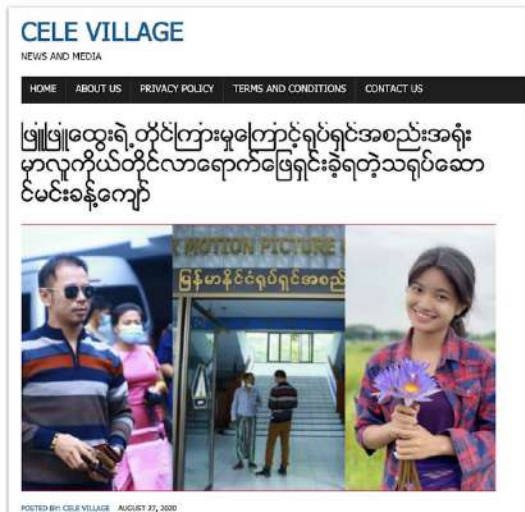 CELE VILLAGE
NEWS AND MEDIA
HOME ABOUT US PRIVACY POLICY TERMS AND CONDITIONS CONTACT US
ဖြူဖြူထွေးရဲ့တိုင်ကြားမှုကြောင့်ရုပ်ရှင်အစည်းအရုံး
မှာလူကိုယ်တိုင်လာရောက်ဖြေရှင်းခဲ့ရတဲ့သရုပ်ဆော
င်မင်းခန့်ကျော်
MOTION PICTURE
မြန်မာနိုင်ငံရုပ်ရှင်အစည်
POSTED BY: CELE VILLAGE AUGUST 27, 2020